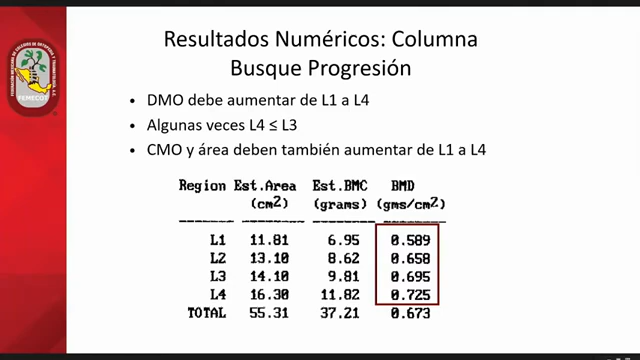 Resultados Numéricos: Columna
Busque Progresión
• DMO debe aumentar de L1 a L4
• Algunas veces L4 ≤ L3
• CMO y área deben también aumentar de L1 a L4
Region Est.Area Est.BMC BMD
(cm2) (grams) (gms/cm2)
L1 11.81 6.95 0.589
L2 13.10 8.62 0.658
L3 14.10 9.81 0.695
L4 16.30 11.82 0.725
TOTAL 55.31 37.21 0.673
FEMECOT